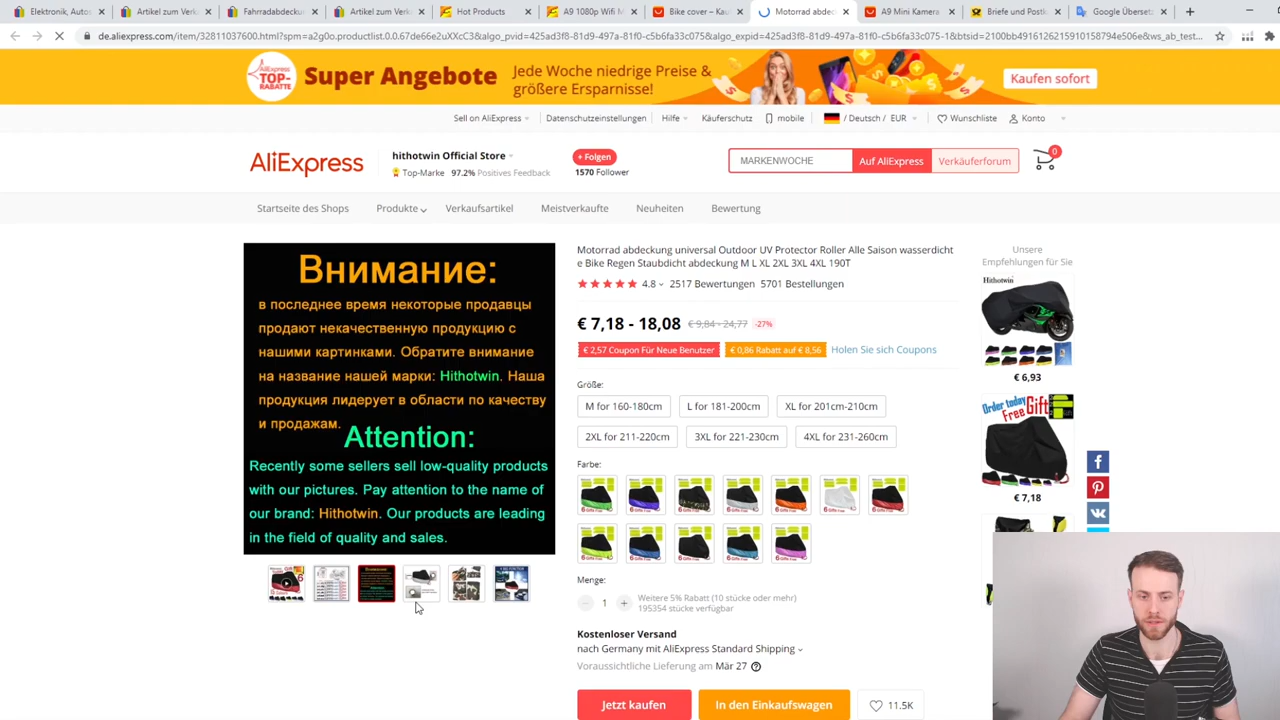 Elektronik, Autos
Artikel zum Verk
Fahrradabdeckur
Artikel zum Verk
Hot Products
A9 1080p Wifi M
Bike cover – Kau
Motorrad abdec
A9 Mini Kamera
Briefe und Postk
Google Übersetz
de.aliexpress.com/item/32811037600.html?spm=a2g0o.productlist.0.0.67de66e2uXXcC3&algo_pvid=425ad3f8-81d9-497a-81f0-c5b6fa33c075&algo_expid=425ad3f8-81d9-497a-81f0-c5b6fa33c075-1&btsid=2100bb4916126215910158794e506e&ws_ab_test...
AliExpress
TOP-
RABATTE
Super Angebote
Jede Woche niedrige Preise &
größere Ersparnisse!
Kaufen sofort
Sell on AliExpress
Datenschutzeinstellungen
Hilfe
Käuferschutz
mobile
/ Deutsch / EUR
Wunschliste
Konto
AliExpress
hithotwin Official Store
Top-Marke 97.2% Positives Feedback
+ Folgen
1570 Follower
MARKENWOCHE
Auf AliExpress
Verkäuferforum
0
Startseite des Shops
Produkte
Verkaufsartikel
Meistverkaufte
Neuheiten
Bewertung
Внимание:
в последнее время некоторые продавцы
продают некачественную продукцию с
нашими картинками. Обратите внимание
на название нашей марки: Hithotwin. Наша
продукция лидерует в области по качеству
и продажам.
Attention:
Recently some sellers sell low-quality products
with our pictures. Pay attention to the name of
our brand: Hithotwin. Our products are leading
in the field of quality and sales.
Motorrad abdeckung universal Outdoor UV Protector Roller Alle Saison wasserdicht
e Bike Regen Staubdicht abdeckung M L XL 2XL 3XL 4XL 190T
4.8 2517 Bewertungen 5701 Bestellungen
€ 7,18 - 18,08 € 9,84 - 24,77 -27%
€ 2,57 Coupon Für Neue Benutzer
€ 0,86 Rabatt auf € 8,56
Holen Sie sich Coupons
Größe:
M for 160-180cm
L for 181-200cm
XL for 201cm-210cm
2XL for 211-220cm
3XL for 221-230cm
4XL for 231-260cm
Farbe:
Menge:
1
Weitere 5% Rabatt (10 stücke oder mehr)
195354 stücke verfügbar
Kostenloser Versand
nach Germany mit AliExpress Standard Shipping
Voraussichtliche Lieferung am Mär 27
Jetzt kaufen
In den Einkaufswagen
11.5K
Unsere
Empfehlungen für Sie
Hithotwin
€ 6,93
Order today
Free Gift
€ 7,18